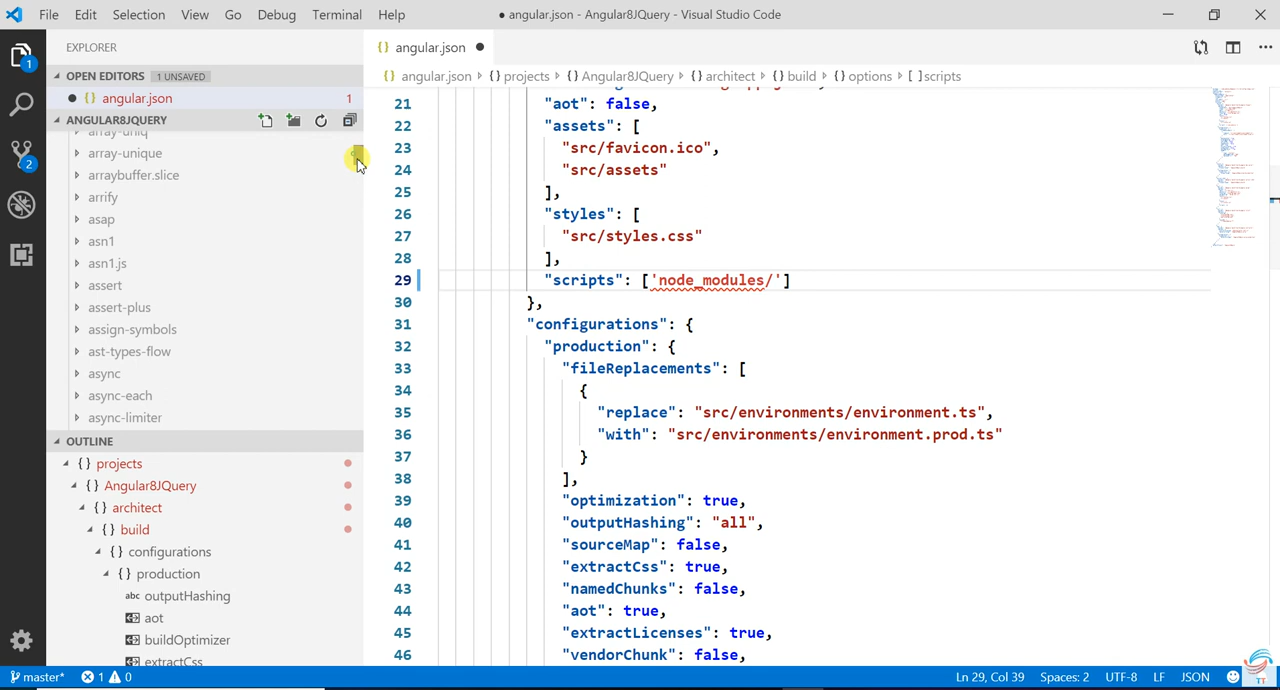 File Edit Selection View Go Debug Terminal Help ● angular.json - Angular8JQuery - Visual Studio Code
EXPLORER
OPEN EDITORS 1 UNSAVED
● {} angular.json 1
ANGULAR8JQUERY
array-uniq
array-unique
arraybuffer.slice
arrify
asap
asn1
asn1.js
assert
assert-plus
assign-symbols
ast-types-flow
async
async-each
async-limiter
OUTLINE
{} projects
{} Angular8JQuery
{} architect
{} build
{} configurations
{} production
abc outputHashing
aot
buildOptimizer
extractCss
1
2
{} angular.json ●
{} angular.json {} projects {} Angular8JQuery {} architect {} build {} options [ ] scripts
21 "aot": false,
22 "assets": [
23 "src/favicon.ico",
24 "src/assets"
25 ],
26 "styles": [
27 "src/styles.css"
28 ],
29 "scripts": ['node_modules/']
30 },
31 "configurations": {
32 "production": {
33 "fileReplacements": [
34 {
35 "replace": "src/environments/environment.ts",
36 "with": "src/environments/environment.prod.ts"
37 }
38 ],
39 "optimization": true,
40 "outputHashing": "all",
41 "sourceMap": false,
42 "extractCss": true,
43 "namedChunks": false,
44 "aot": true,
45 "extractLicenses": true,
46 "vendorChunk": false,
master* 1 0 Ln 29, Col 39 Spaces: 2 UTF-8 LF JSON
TT